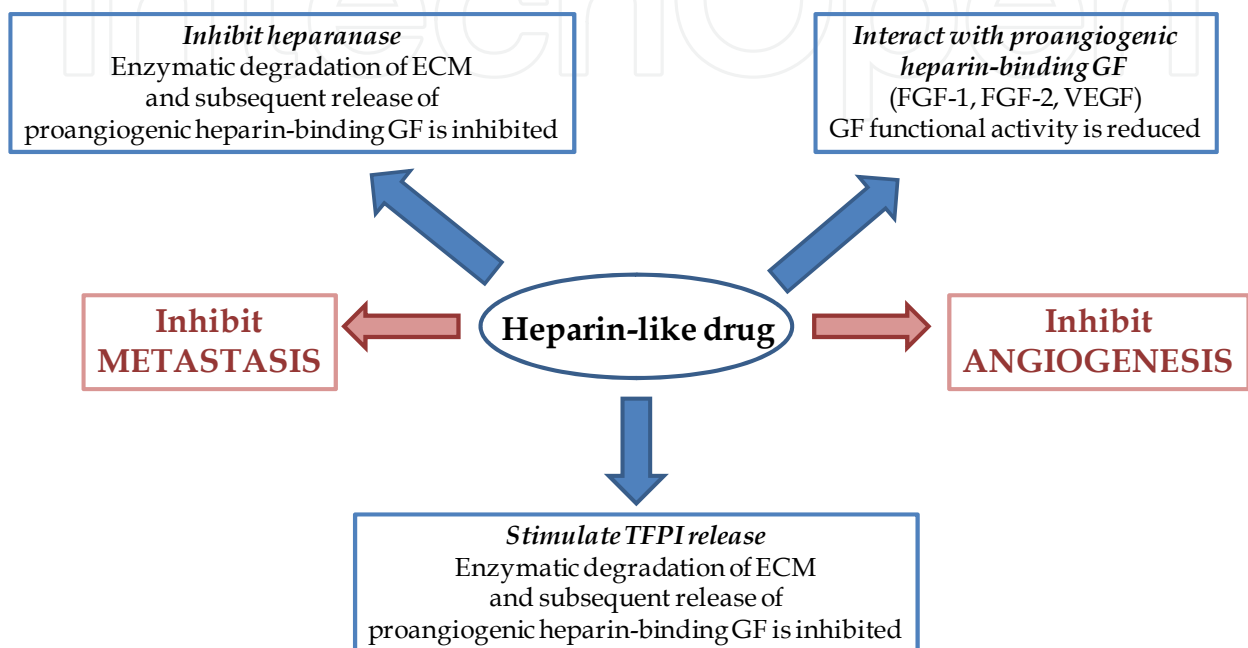 Inhibit heparanase
Enzymatic degradation of ECM
and subsequent release of
proangiogenic heparin-binding GF is inhibited
Interact with proangiogenic
heparin-binding GF
(FGF-1, FGF-2, VEGF)
GF functional activity is reduced
Inhibit
METASTASIS
Heparin-like drug
Inhibit
ANGIOGENESIS
Stimulate TFPI release
Enzymatic degradation of ECM
and subsequent release of
proangiogenic heparin-binding GF is inhibited